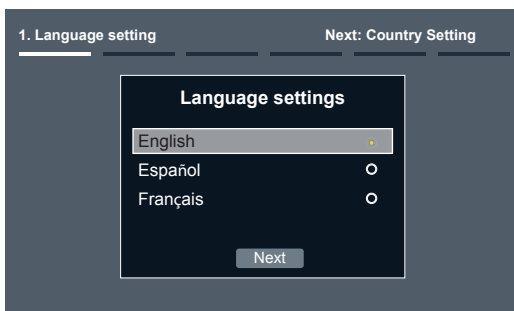 1. Language setting Next: Country Setting
Language settings
English
Español
Français
Next